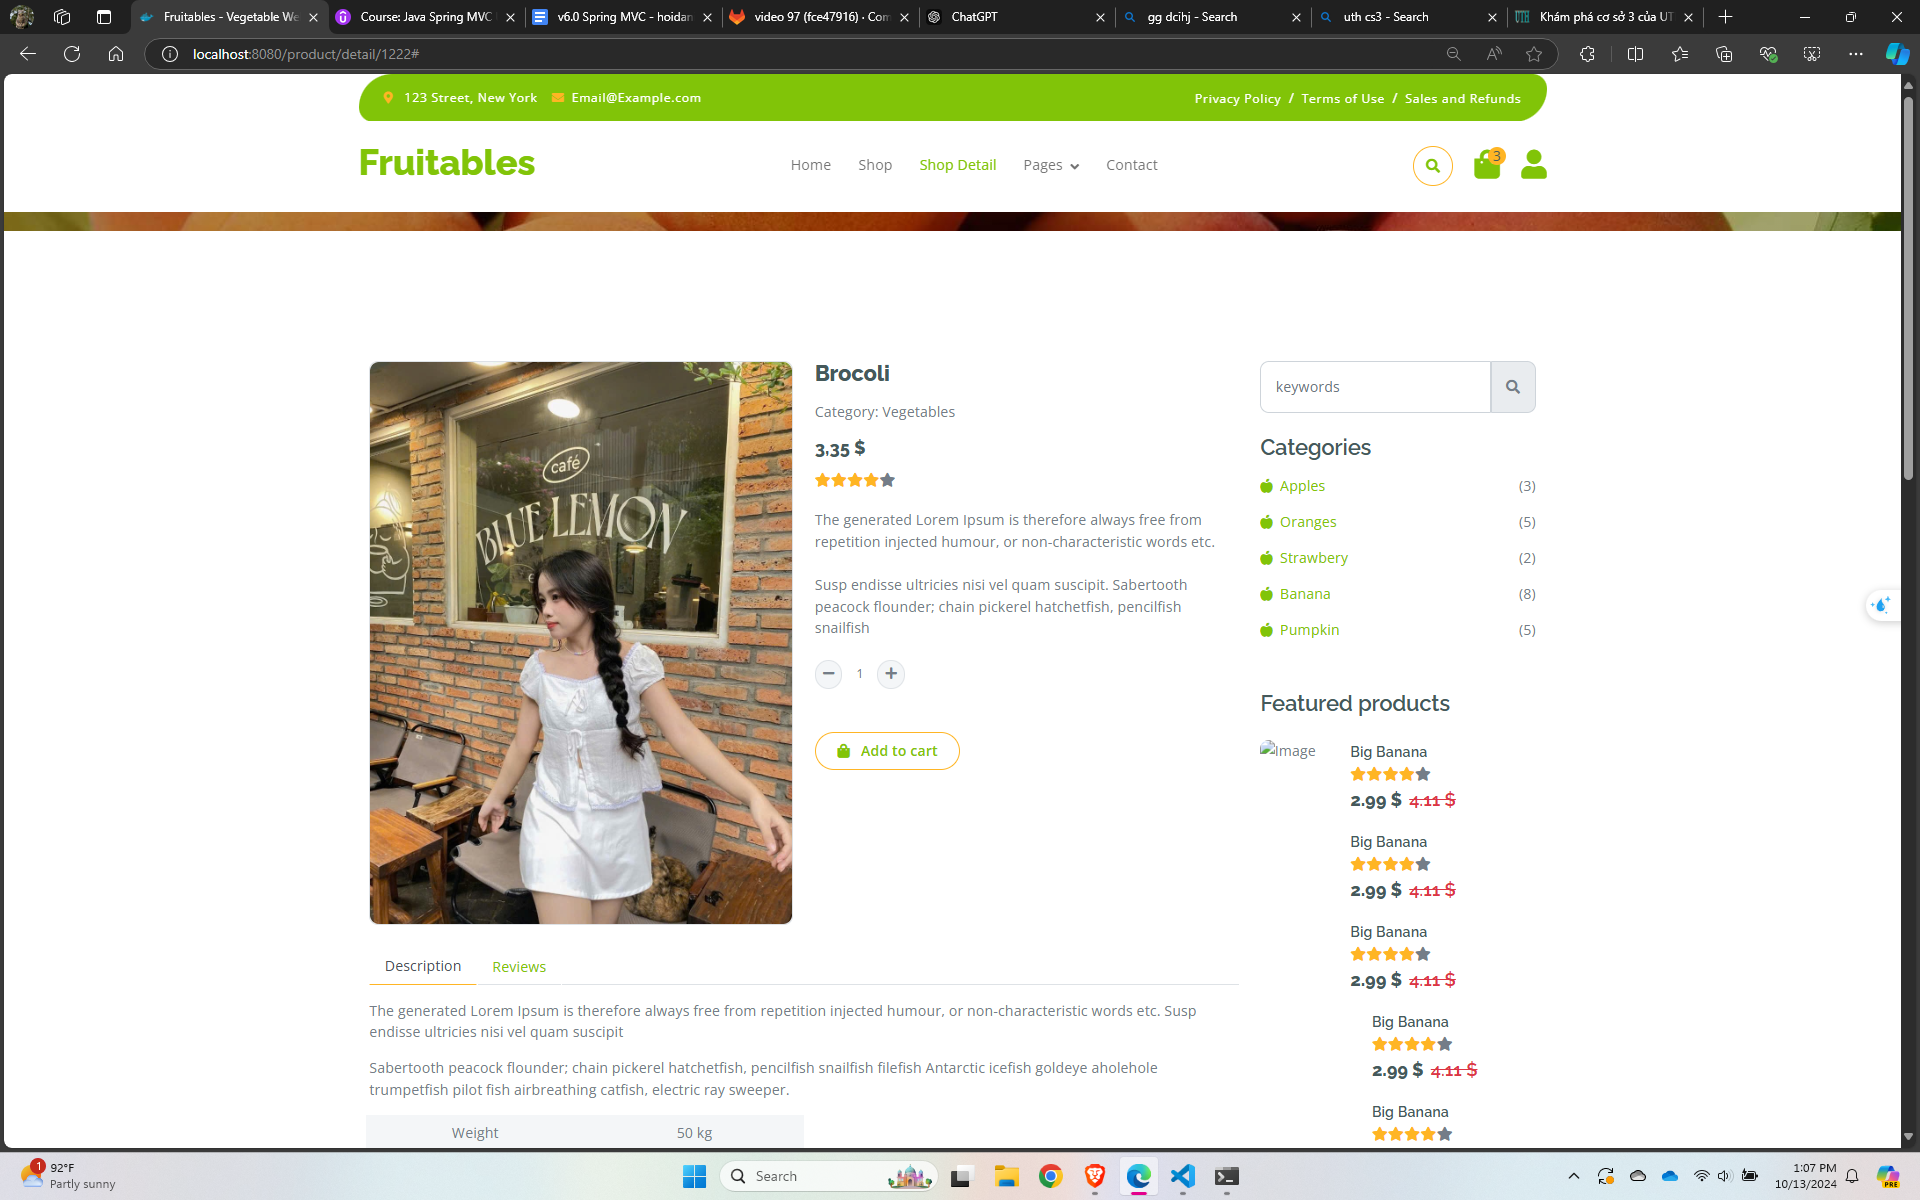 Fruitables - Vegetable We
Course: Java Spring MVC
v6.0 Spring MVC - hoidan
video 97 (fce47916) · Com
ChatGPT
gg dcihj - Search
uth cs3 - Search
Khám phá cơ sở 3 của UT
localhost:8080/product/detail/1222#
123 Street, New York
Email@Example.com
Privacy Policy / Terms of Use / Sales and Refunds
Fruitables
Home
Shop
Shop Detail
Pages
Contact
3
café
BLUE LEMON
Brocoli
Category: Vegetables
3,35 $
The generated Lorem Ipsum is therefore always free from
repetition injected humour, or non-characteristic words etc.
Susp endisse ultricies nisi vel quam suscipit. Sabertooth
peacock flounder; chain pickerel hatchetfish, pencilfish
snailfish
1
Add to cart
keywords
Categories
Apples (3)
Oranges (5)
Strawbery (2)
Banana (8)
Pumpkin (5)
Featured products
Image
Big Banana
2.99 $ 4.11 $
Big Banana
2.99 $ 4.11 $
Big Banana
2.99 $ 4.11 $
Big Banana
2.99 $ 4.11 $
Big Banana
Description
Reviews
The generated Lorem Ipsum is therefore always free from repetition injected humour, or non-characteristic words etc. Susp
endisse ultricies nisi vel quam suscipit
Sabertooth peacock flounder; chain pickerel hatchetfish, pencilfish snailfish filefish Antarctic icefish goldeye aholehole
trumpetfish pilot fish airbreathing catfish, electric ray sweeper.
Weight 50 kg
1
92°F
Partly sunny
Search
1:07 PM
10/13/2024
PRE